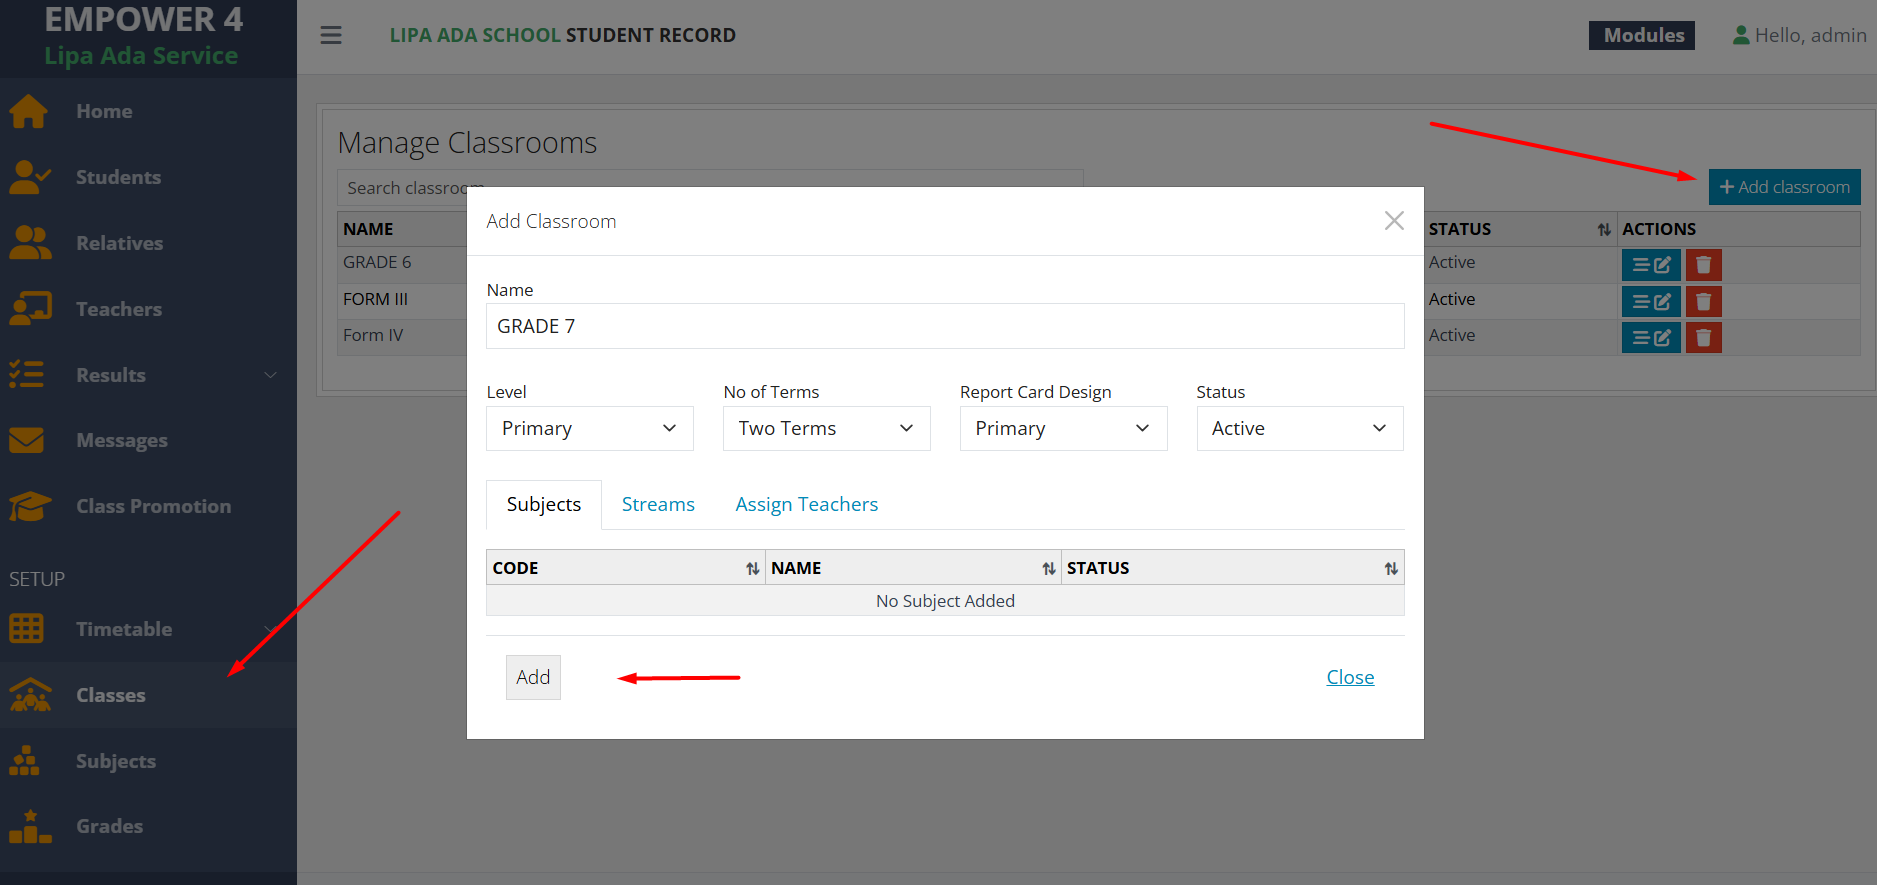 EMPOWER 4
Lipa Ada Service
LIPA ADA SCHOOL STUDENT RECORD
Modules
Hello, admin
Home
Students
Relatives
Teachers
Results
Messages
Class Promotion
SETUP
Timetable
Classes
Subjects
Grades
Manage Classrooms
Search classroom
+ Add classroom
NAME STATUS ACTIONS
GRADE 6 Active
FORM III Active
Form IV Active
Add Classroom
Name
GRADE 7
Level No of Terms Report Card Design Status
Primary Two Terms Primary Active
Subjects Streams Assign Teachers
CODE NAME STATUS
No Subject Added
Add Close